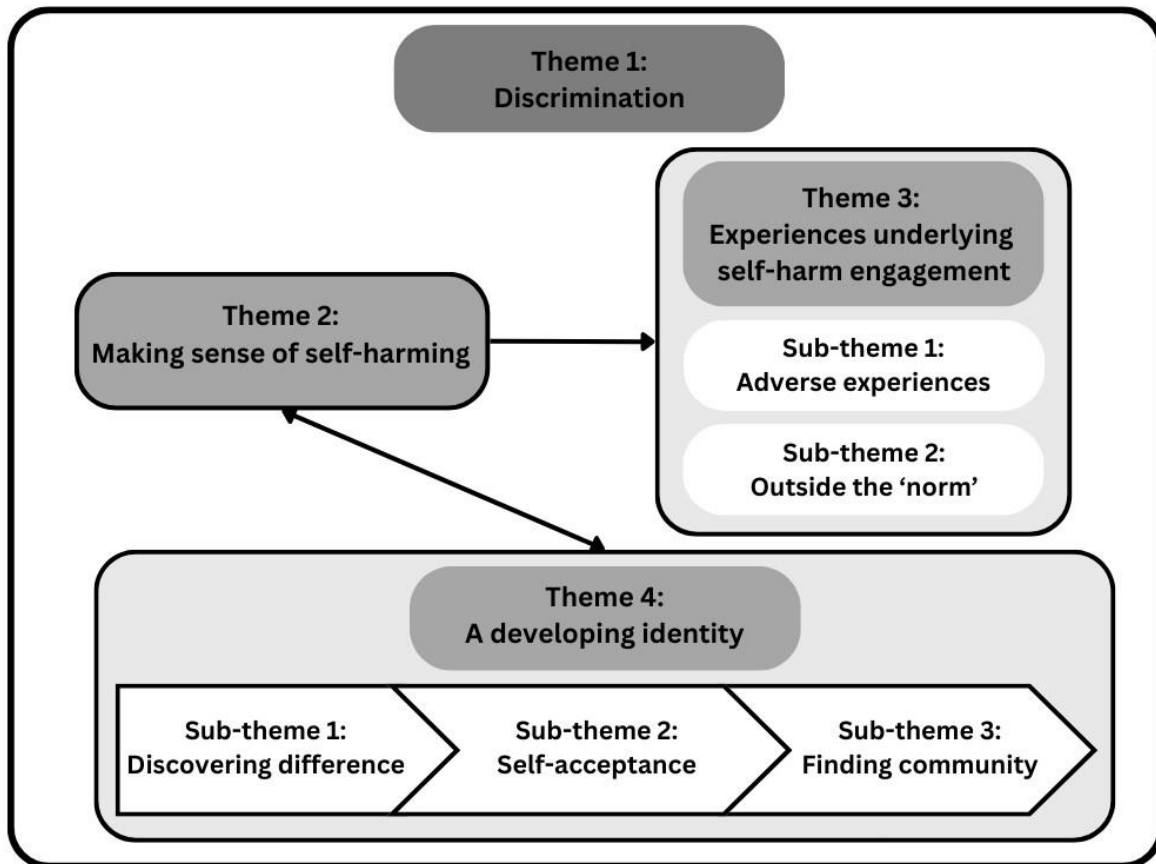 Theme 1:
Discrimination
Theme 3:
Experiences underlying
self-harm engagement
Theme 2:
Making sense of self-harming
Sub-theme 1:
Adverse experiences
Sub-theme 2:
Outside the ‘norm’
Theme 4:
A developing identity
Sub-theme 1:
Discovering difference
Sub-theme 2:
Self-acceptance
Sub-theme 3:
Finding community